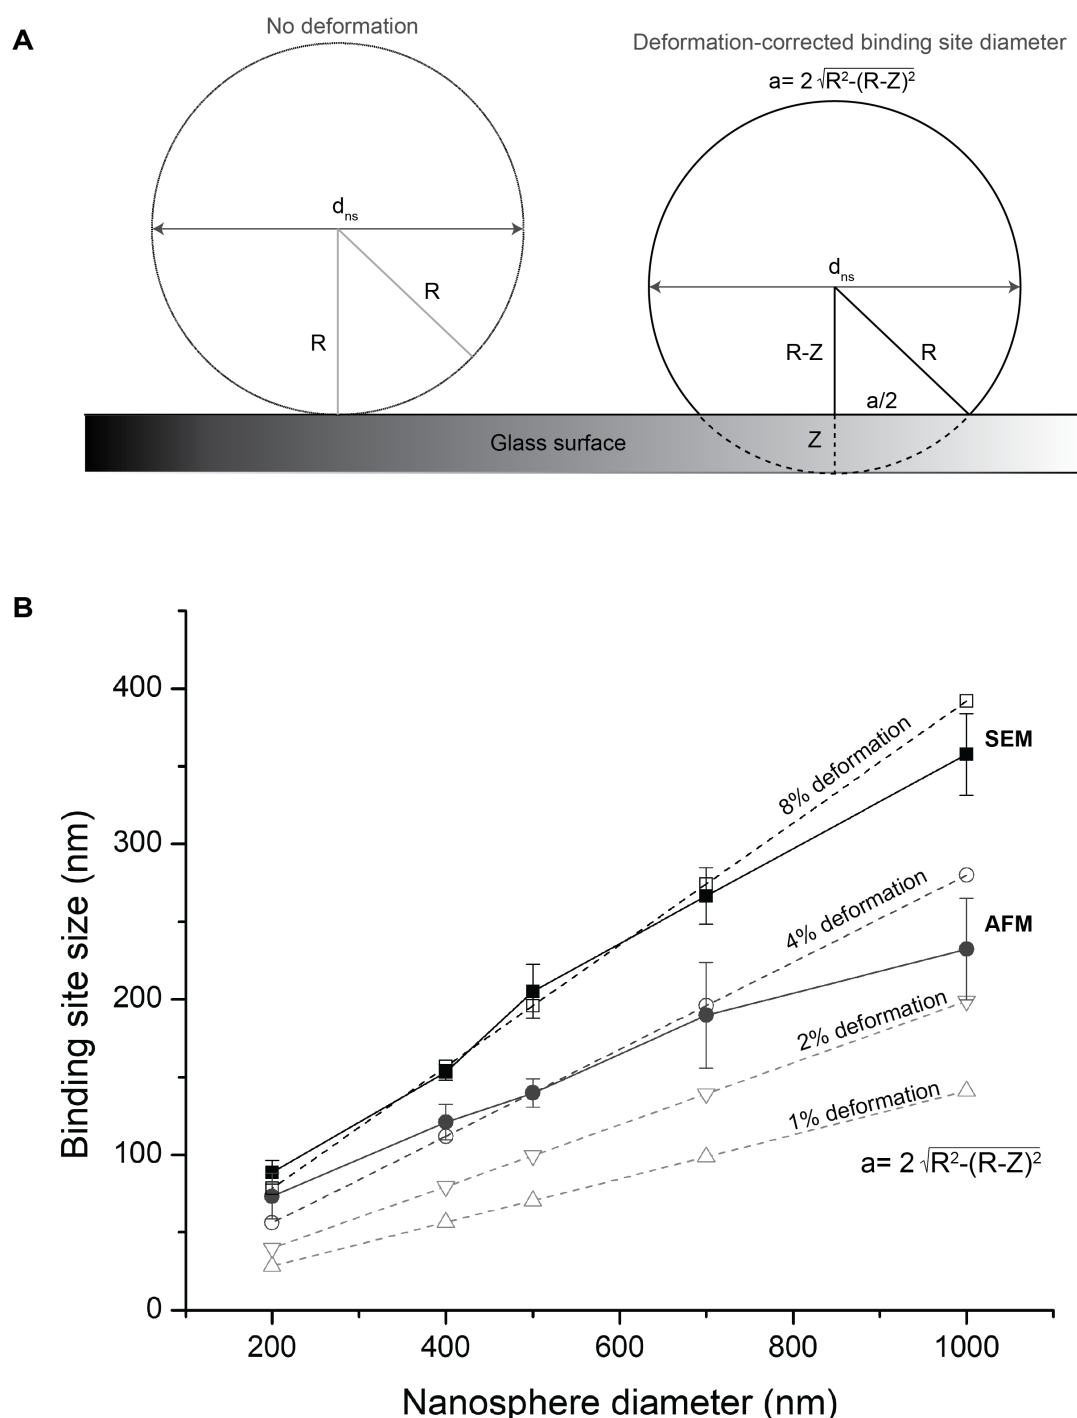 A
No deformation
Deformation-corrected binding site diameter
a= 2 √R²-(R-Z)²
d_ns
R
R
d_ns
R-Z
R
a/2
Z
Glass surface
B
400
300
200
100
0
200
400
600
800
1000
Binding site size (nm)
Nanosphere diameter (nm)
8% deformation
SEM
4% deformation
AFM
2% deformation
1% deformation
a= 2 √R²-(R-Z)²